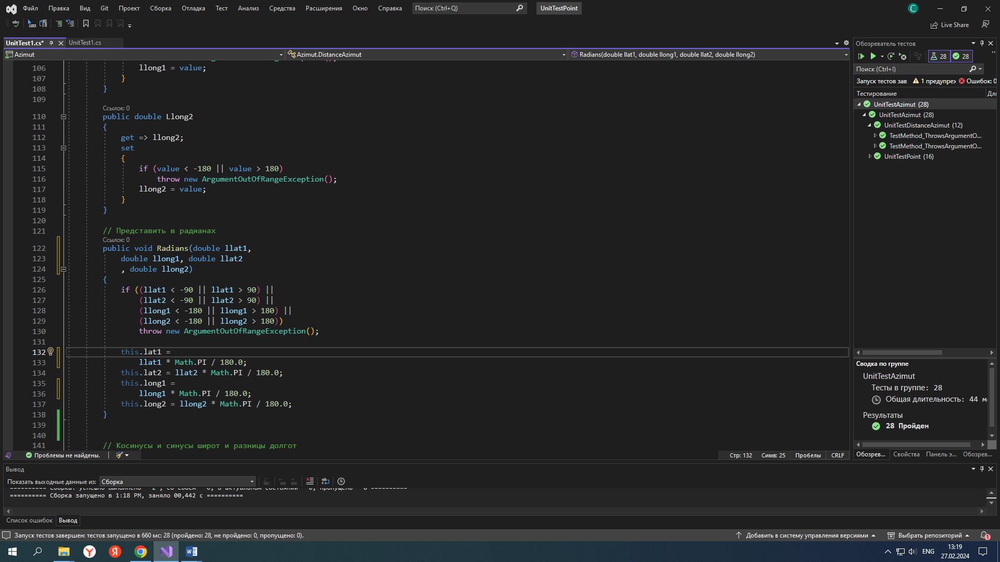 Файл Правка Вид Git Проект Сборка Отладка Тест Анализ Средства Расширения Окно Справка Поиск (Ctrl+Q) UnitTestPoint C
abc Live Share
UnitTest1.cs* UnitTest1.cs
Azimut Azimut.DistanceAzimut Radians(double llat1, double llong1, double llat2, double llong2)
106 llong1 = value;
107 }
108 }
109
Ссылок: 0
110 public double Llong2
111 {
112 get => llong2;
113 set
114 {
115 if (value < -180 || value > 180)
116 throw new ArgumentOutOfRangeException();
117 llong2 = value;
118 }
119 }
120
121 // Представить в радианах
Ссылок: 0
122 public void Radians(double llat1,
123 double llong1, double llat2
124 , double llong2)
125 {
126 if ((llat1 < -90 || llat1 > 90) ||
127 (llat2 < -90 || llat2 > 90) ||
128 (llong1 < -180 || llong1 > 180) ||
129 (llong2 < -180 || llong2 > 180))
130 throw new ArgumentOutOfRangeException();
131
132 this.lat1 =
133 llat1 * Math.PI / 180.0;
134 this.lat2 = llat2 * Math.PI / 180.0;
135 this.long1 =
136 llong1 * Math.PI / 180.0;
137 this.long2 = llong2 * Math.PI / 180.0;
138 }
139
140
141 // Косинусы и синусы широт и разницы долгот
Проблемы не найдены. Стр: 132 Симв: 25 Пробелы CRLF
Обозреватель тестов
28 28
Поиск (Ctrl+I)
Запуск тестов зав 1 предупреж Ошибок: 0
Тестирование Дли
UnitTestAzimut (28)
UnitTestAzimut (28)
UnitTestDistanceAzimut (12)
TestMethod_ThrowsArgumentO...
TestMethod_ThrowsArgumentO...
UnitTestPoint (16)
Сводка по группе
UnitTestAzimut
Тесты в группе: 28
Общая длительность: 44 м
Результаты
28 Пройден
Обозрев... Свойства Панель э... Обозрев...
Вывод
Показать выходные данные из: Сборка
========== Сборка: успешно выполнено — 2 , со сбоем — 0, в актуальном состоянии — 0, пропущено — 0 ==========
========== Сборка запущено в 1:18 PM, заняло 00,442 с ==========
Список ошибок Вывод
Запуск тестов завершен: тестов запущено в 660 мс: 28 (пройдено: 28, не пройдено: 0, пропущено: 0). Добавить в систему управления версиями Выбрать репозиторий 1
ENG 13:19
27.02.2024